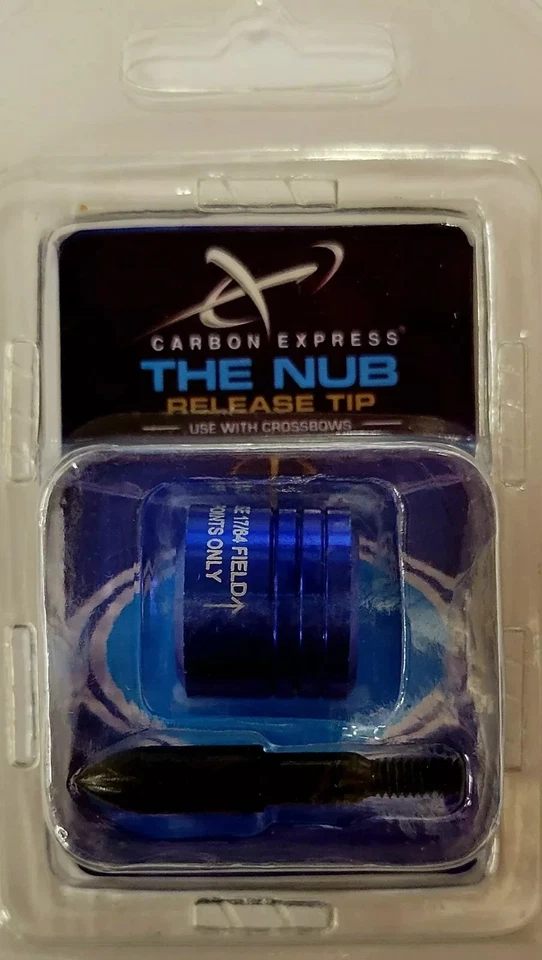 CARBON EXPRESS®
THE NUB
RELEASE TIP
USE WITH CROSSBOWS
17/64 FIELD
ONLY